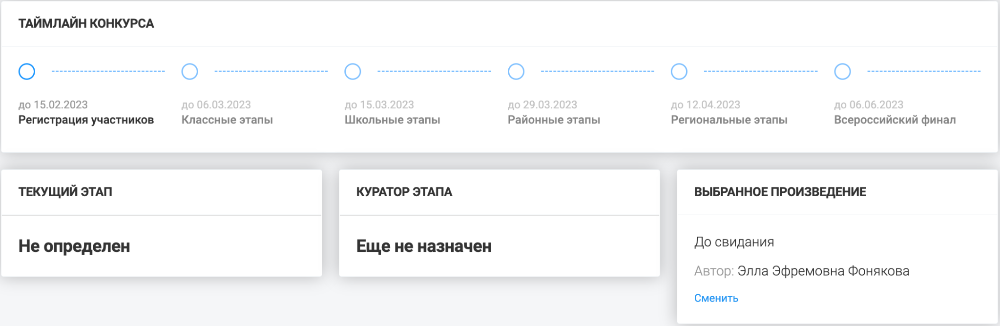 ТАЙМЛАЙН КОНКУРСА
до 15.02.2023
Регистрация участников
до 06.03.2023
Классные этапы
до 15.03.2023
Школьные этапы
до 29.03.2023
Районные этапы
до 12.04.2023
Региональные этапы
до 06.06.2023
Всероссийский финал
ТЕКУЩИЙ ЭТАП
Не определен
КУРАТОР ЭТАПА
Еще не назначен
ВЫБРАННОЕ ПРОИЗВЕДЕНИЕ
До свидания
Автор: Элла Эфремовна Фонякова
Сменить